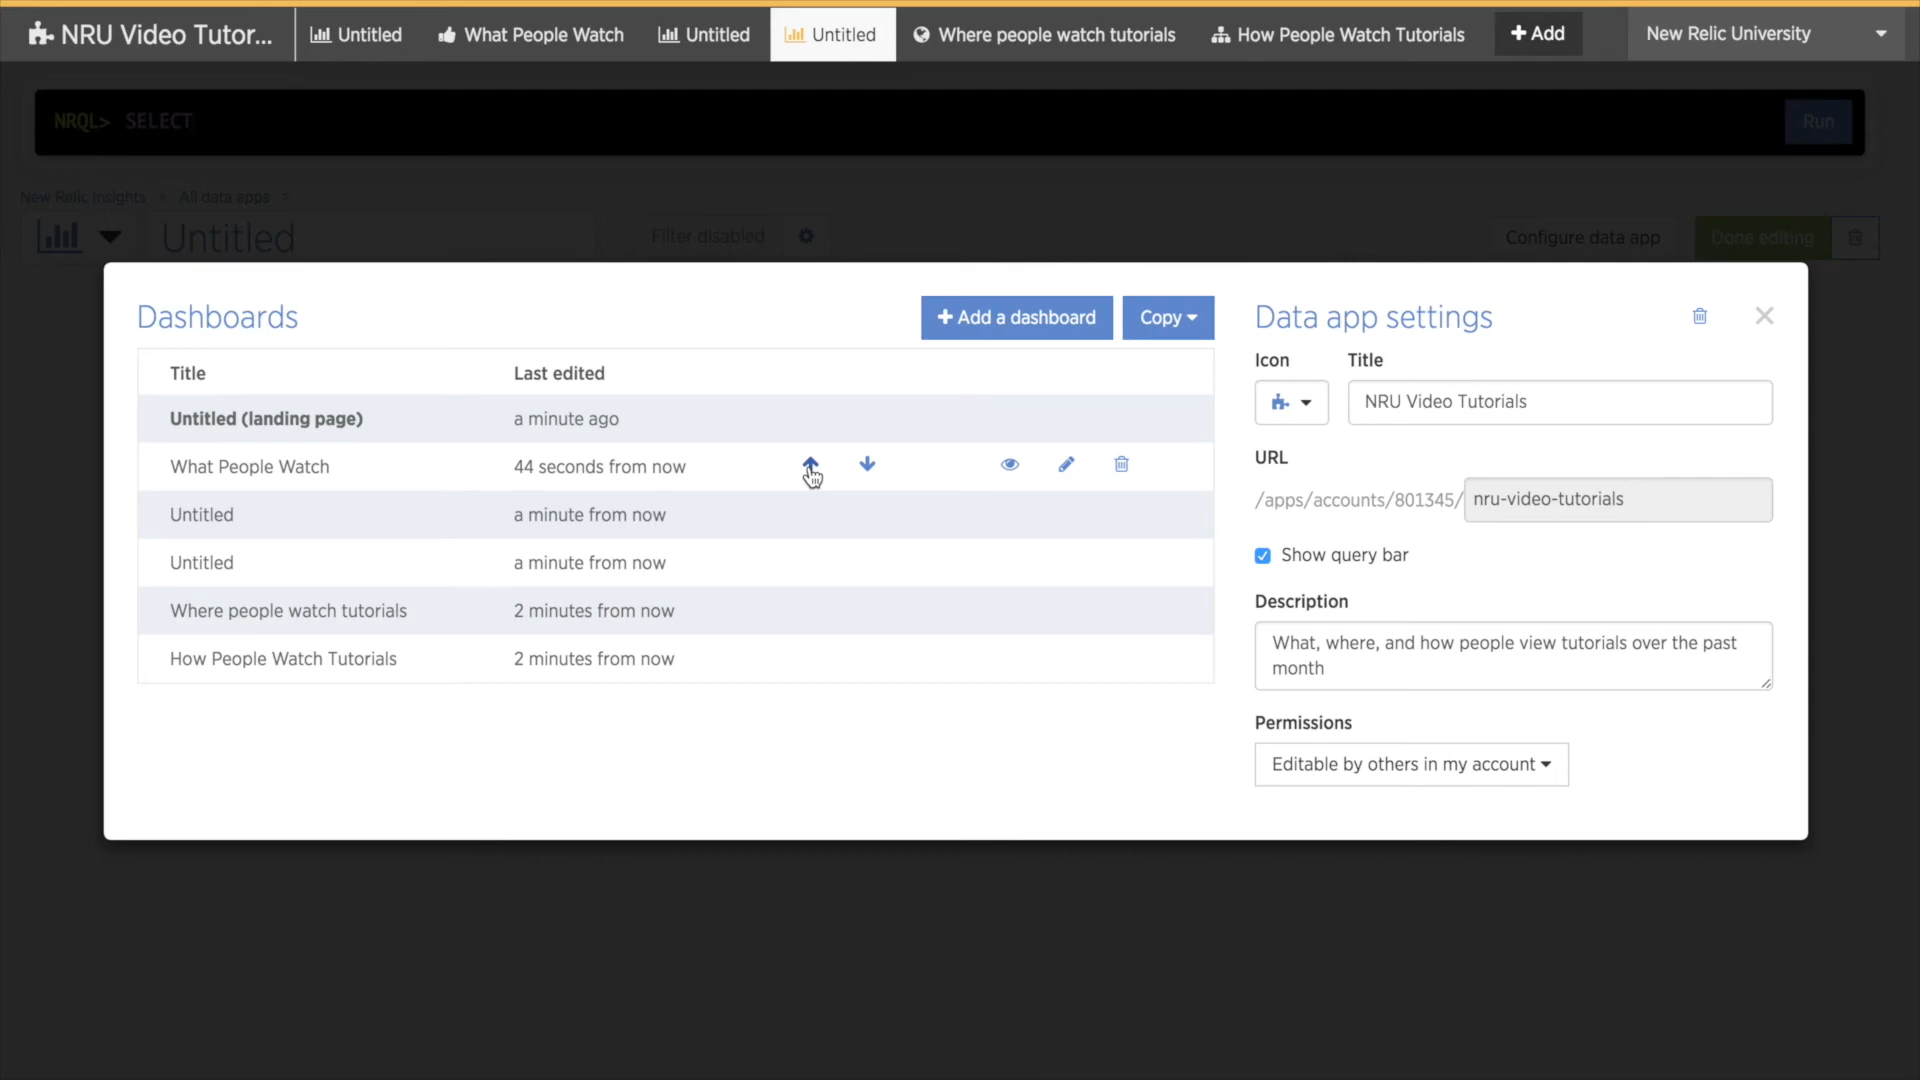 NRU Video Tutor...
Untitled
What People Watch
Untitled
Untitled
Where people watch tutorials
How People Watch Tutorials
+ Add
New Relic University
NRQL> SELECT
Run
New Relic Insights > All data apps >
Untitled
Filter disabled
Configure data app
Done editing
Dashboards
+ Add a dashboard
Copy
Title Last edited
Untitled (landing page) a minute ago
What People Watch 44 seconds from now
Untitled a minute from now
Untitled a minute from now
Where people watch tutorials 2 minutes from now
How People Watch Tutorials 2 minutes from now
Data app settings
Icon Title
NRU Video Tutorials
URL
/apps/accounts/801345/ nru-video-tutorials
Show query bar
Description
What, where, and how people view tutorials over the past
month
Permissions
Editable by others in my account